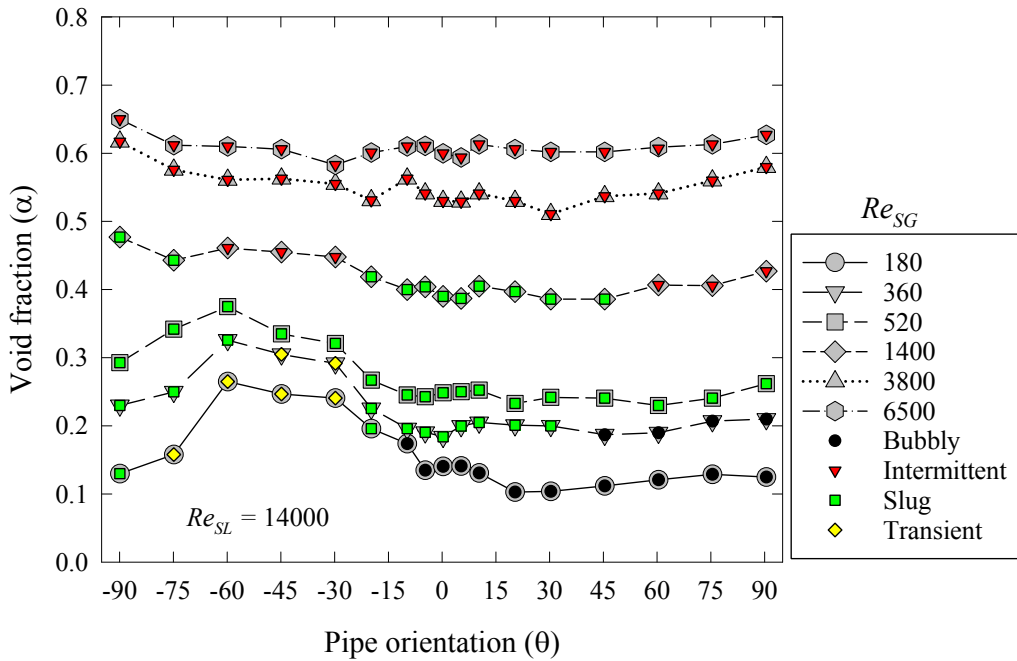 0.8
0.7
0.6
0.5
0.4
0.3
0.2
0.1
0.0
Void fraction (α)
Re_SL = 14000
-90 -75 -60 -45 -30 -15 0 15 30 45 60 75 90
Pipe orientation (θ)
Re_SG
180
360
520
1400
3800
6500
Bubbly
Intermittent
Slug
Transient